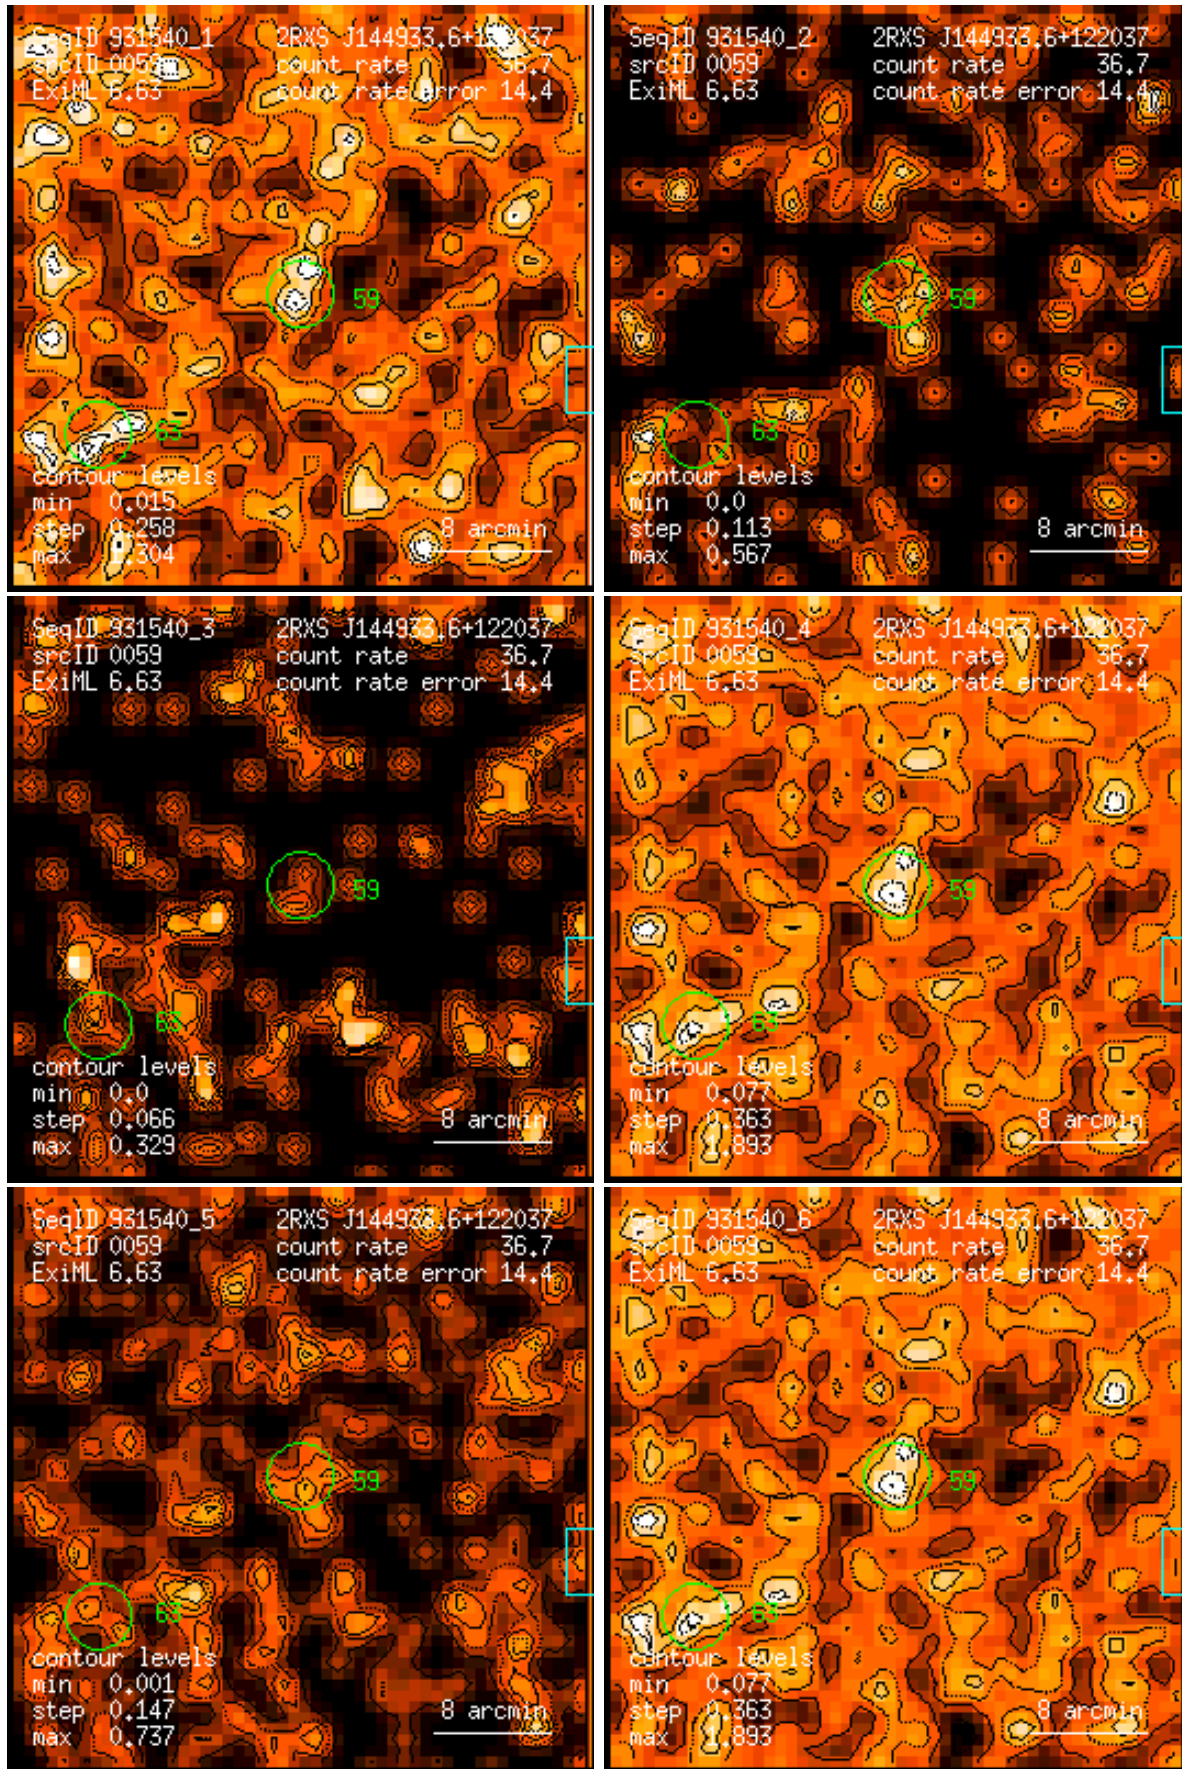 SeqID 931540_1 2RXS J144933.6+122037
srcID 0059 count rate 36.7
ExiML 6.63 count rate error 14.4
59
63
contour levels
min 0.015
step 0.258
max 1.304
8 arcmin
SeqID 931540_2 2RXS J144933.6+122037
srcID 0059 count rate 36.7
ExiML 6.63 count rate error 14.4
59
63
contour levels
min 0.0
step 0.113
max 0.567
8 arcmin
SeqID 931540_3 2RXS J144933.6+122037
srcID 0059 count rate 36.7
ExiML 6.63 count rate error 14.4
59
63
contour levels
min 0.0
step 0.066
max 0.329
8 arcmin
SeqID 931540_4 2RXS J144933.6+122037
srcID 0059 count rate 36.7
ExiML 6.63 count rate error 14.4
59
63
contour levels
min 0.077
step 0.363
max 1.893
8 arcmin
SeqID 931540_5 2RXS J144933.6+122037
srcID 0059 count rate 36.7
ExiML 6.63 count rate error 14.4
59
63
contour levels
min 0.001
step 0.147
max 0.737
8 arcmin
SeqID 931540_6 2RXS J144933.6+122037
srcID 0059 count rate 36.7
ExiML 6.63 count rate error 14.4
59
63
contour levels
min 0.077
step 0.363
max 1.893
8 arcmin